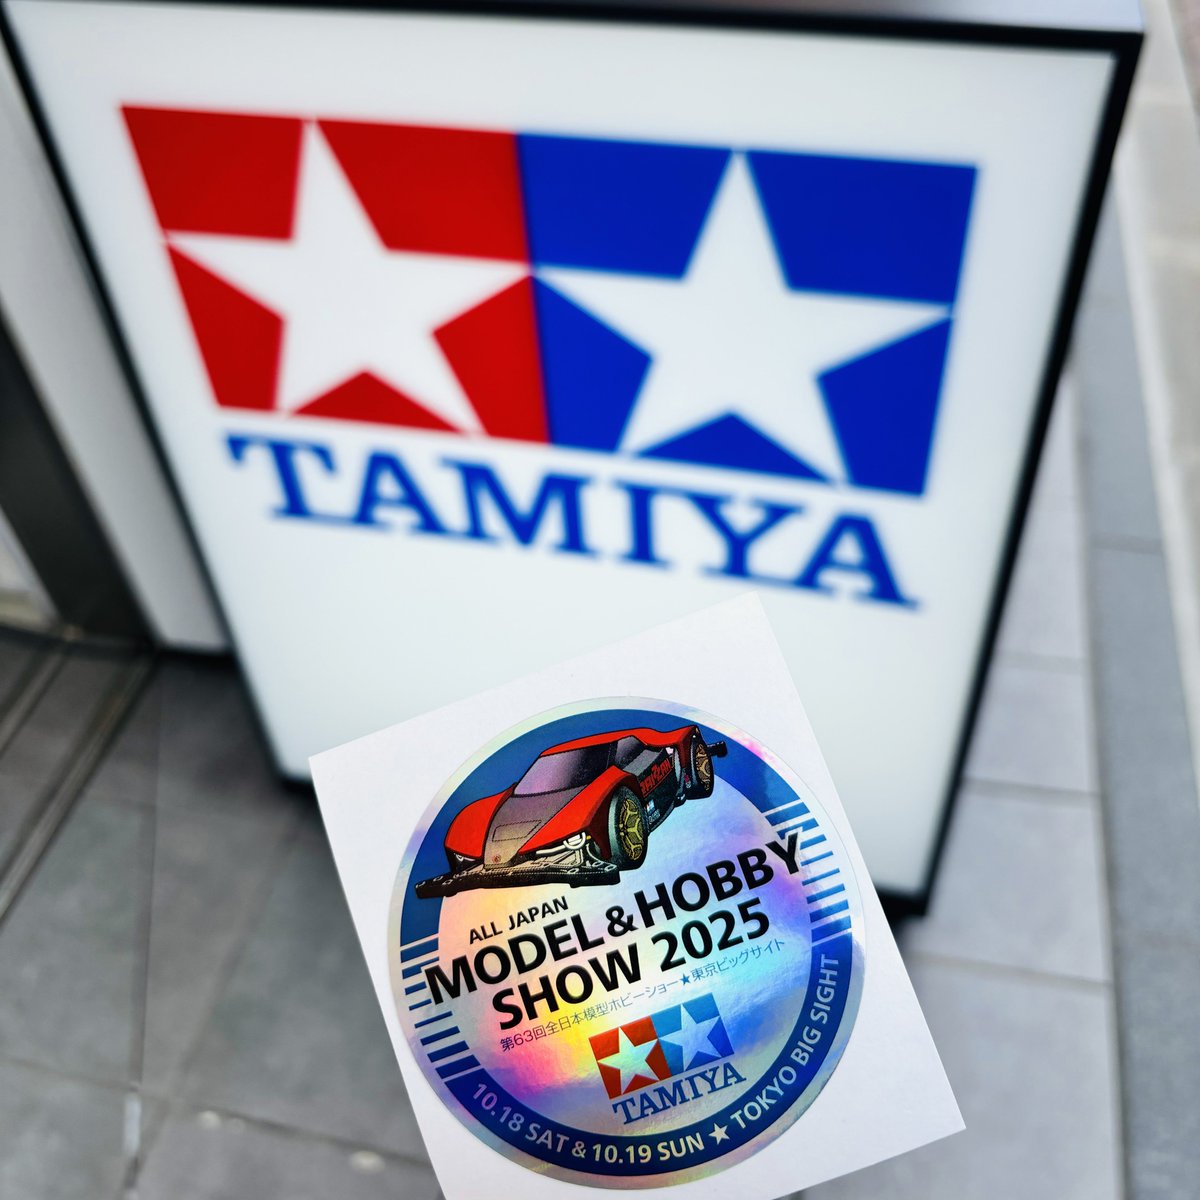 TAMIYA
ALL JAPAN
MODEL & HOBBY
SHOW 2025
第63回全日本模型ホビーショー★東京ビッグサイト
TAMIYA
10.18 SAT & 10.19 SUN ★ TOKYO BIG SIGHT